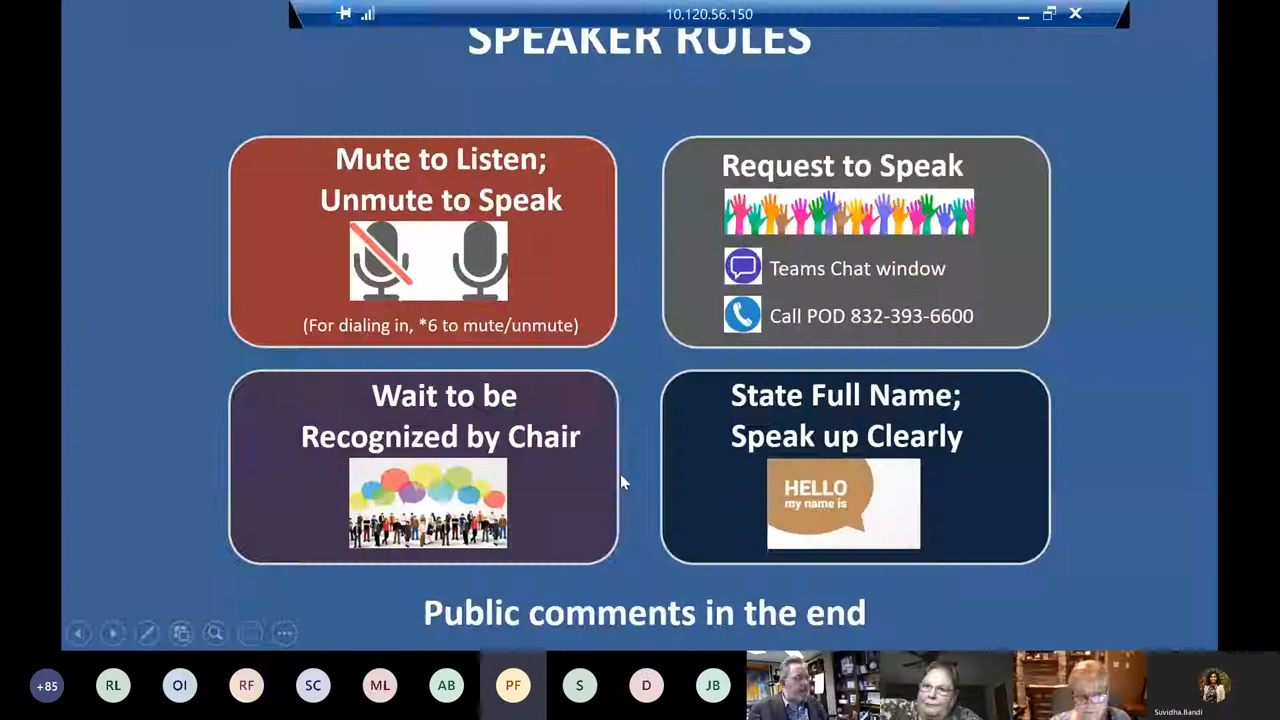 10.120.56.150
SPEAKER RULES
Mute to Listen;
Unmute to Speak
(For dialing in, *6 to mute/unmute)
Request to Speak
Teams Chat window
Call POD 832-393-6600
Wait to be
Recognized by Chair
State Full Name;
Speak up Clearly
HELLO
my name is
Public comments in the end
+85
RL
OI
RF
SC
ML
AB
PF
S
D
JB
Suvidha.Bandi